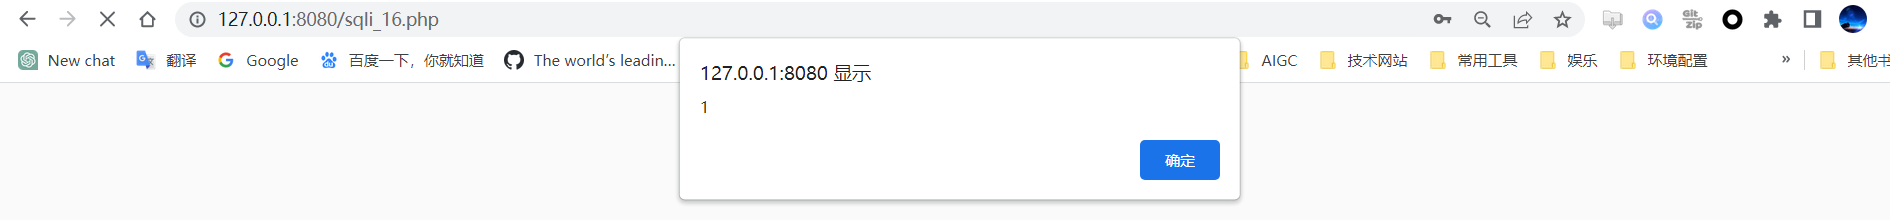 127.0.0.1:8080/sqli_16.php
New chat 翻译 Google 百度一下，你就知道 The world's leadin... AIGC 技术网站 常用工具 娱乐 环境配置 » 其他书
Git Zip
127.0.0.1:8080 显示
1
确定